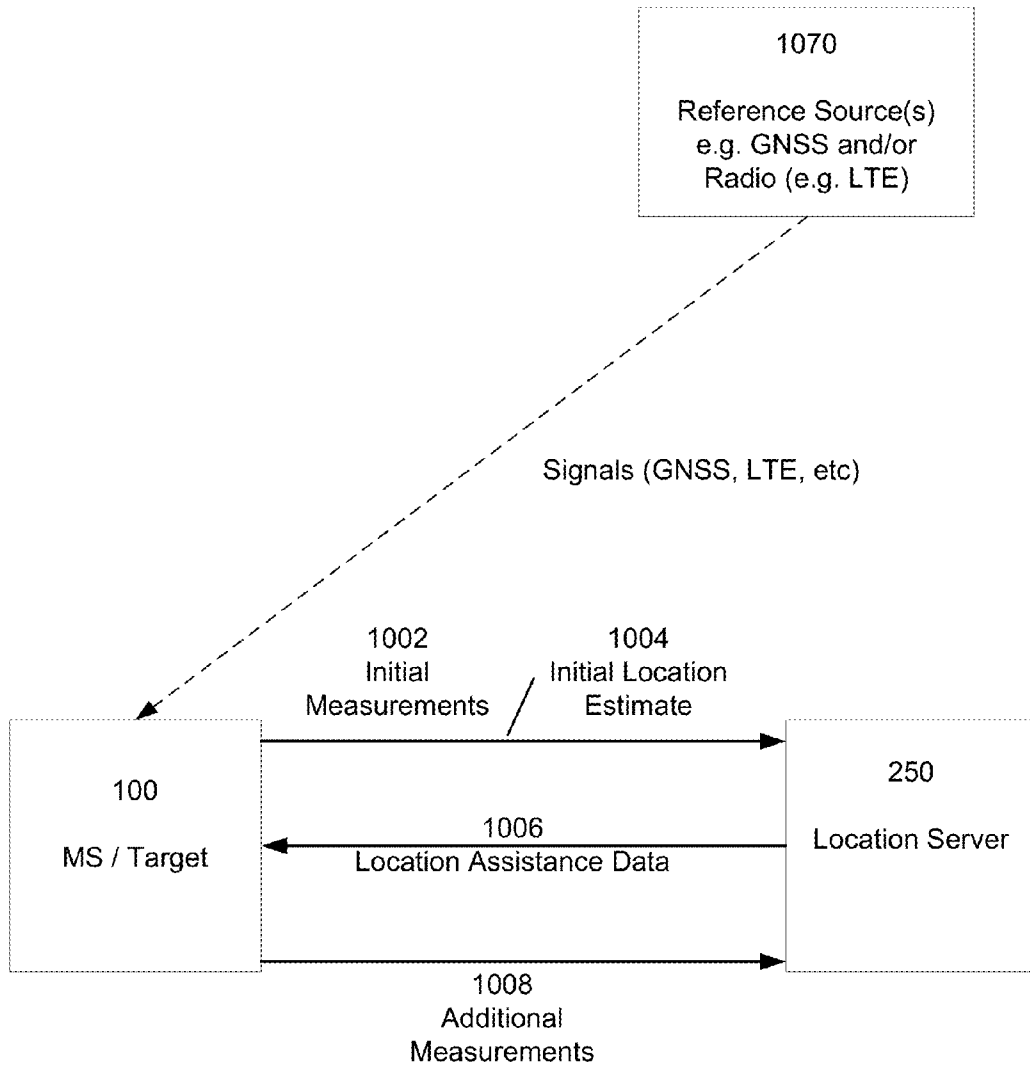 1070
Reference Source(s)
e.g. GNSS and/or
Radio (e.g. LTE)
Signals (GNSS, LTE, etc)
1002
Initial
Measurements
1004
Initial Location
Estimate
100
MS / Target
250
Location Server
1006
Location Assistance Data
1008
Additional
Measurements